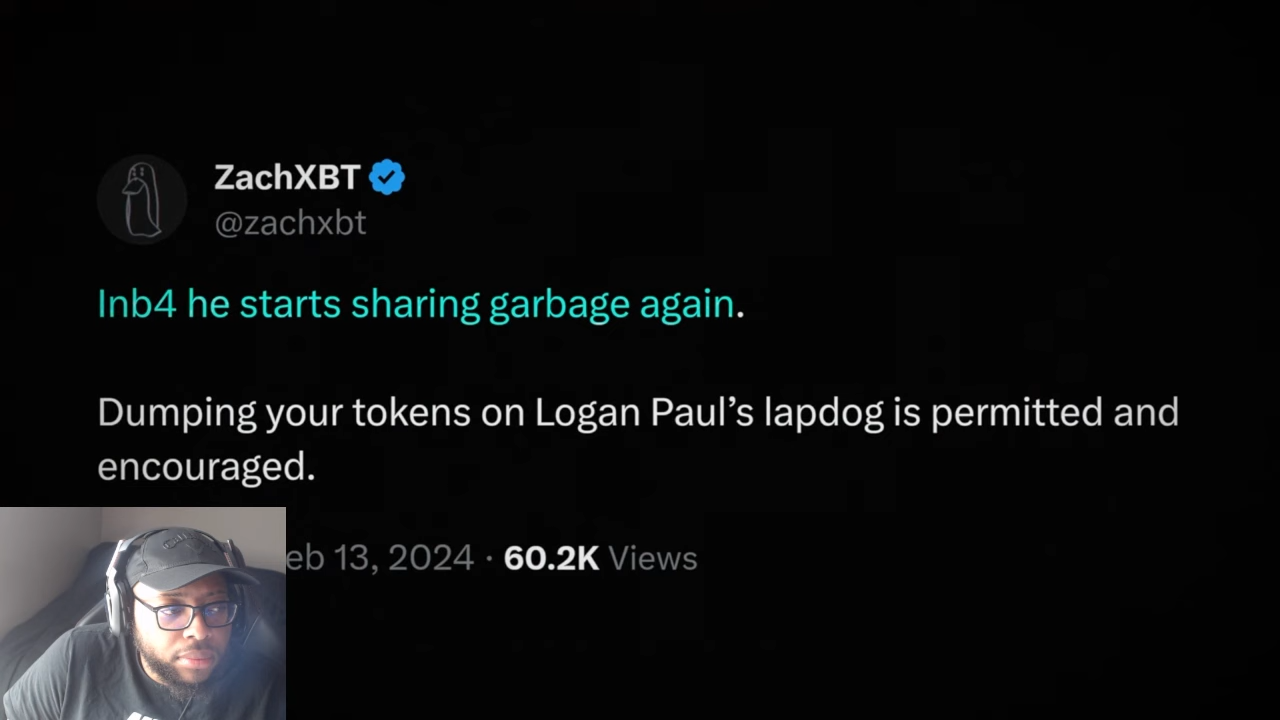 ZachXBT
@zachxbt
Inb4 he starts sharing garbage again.
Dumping your tokens on Logan Paul's lapdog is permitted and
encouraged.
eb 13, 2024 · 60.2K Views